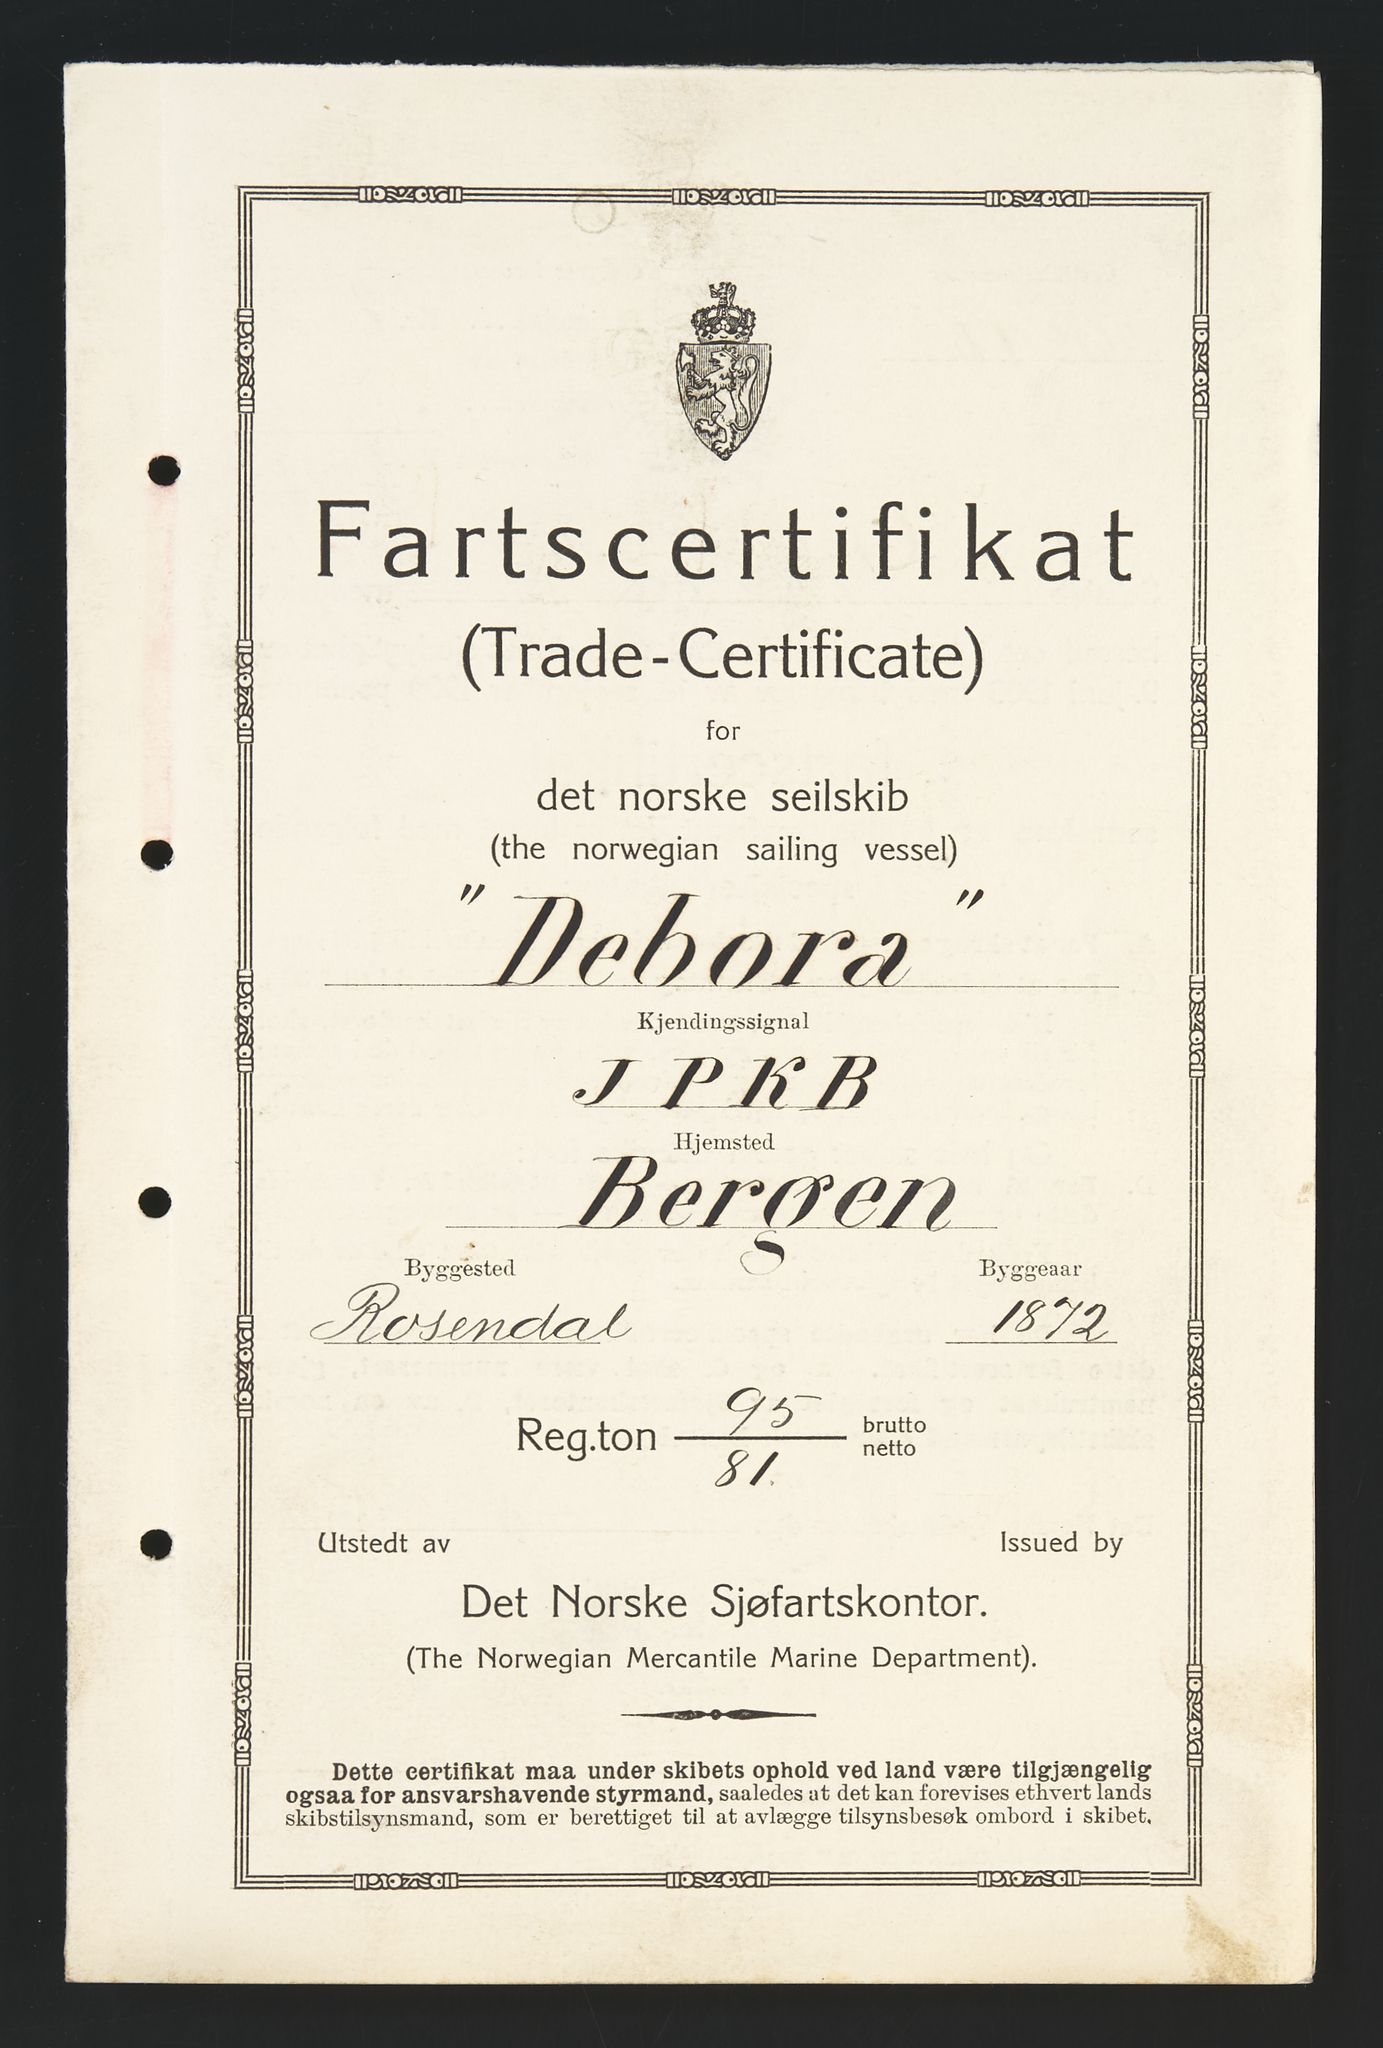 Fartscertifikat
(Trade-Certificate)
for
det norske seilskib
(the norwegian sailing vessel)
"Debora"
Kjendingssignal
J P K B
Hjemsted
Bergen
Byggested Byggeaar
Rosendal 1872
Reg.ton 95 brutto
81. netto
Utstedt av Issued by
Det Norske Sjøfartskontor.
(The Norwegian Mercantile Marine Department).
Dette certifikat maa under skibets ophold ved land være tilgjængelig
ogsaa for ansvarshavende styrmand, saaledes at det kan forevises ethvert lands
skibstilsynsmand, som er berettiget til at avlægge tilsynsbesøk ombord i skibet.